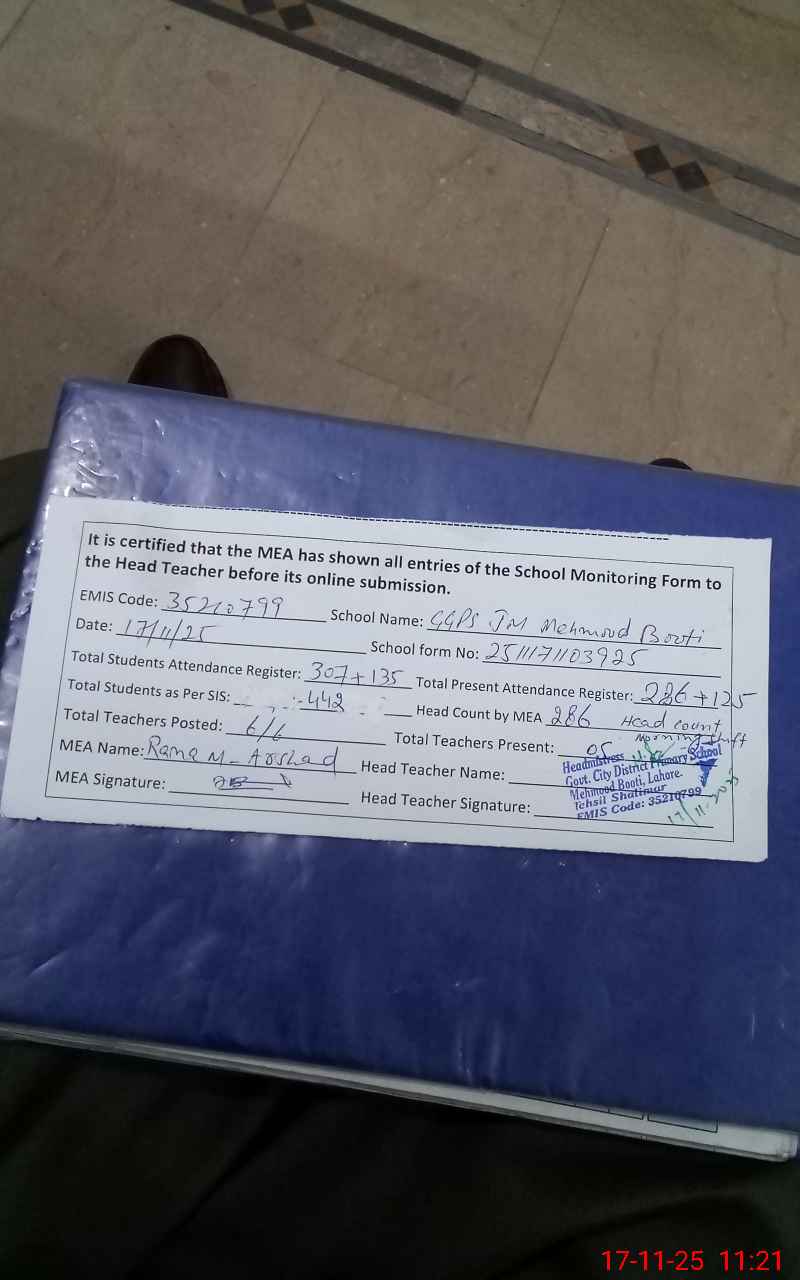 It is certified that the MEA has shown all entries of the School Monitoring Form to
the Head Teacher before its online submission.
EMIS Code: 35210799 School Name: GGPS JM Mehmood Booti
Date: 17/11/25 School form No: 2511171103925
Total Students Attendance Register: 307+135 Total Present Attendance Register: 286+125
Total Students as Per SIS: 442 Head Count by MEA 286 Head count
Morning shift
Total Teachers Posted: 6/6 Total Teachers Present: 05
MEA Name: Rana M-Arshad Head Teacher Name:
MEA Signature: Head Teacher Signature:
Headmistress
Govt. City District Primary School
Mehmood Booti, Lahore.
Tehsil Shalimar
EMIS Code: 35210799
17/11-2025
17-11-25 11:21